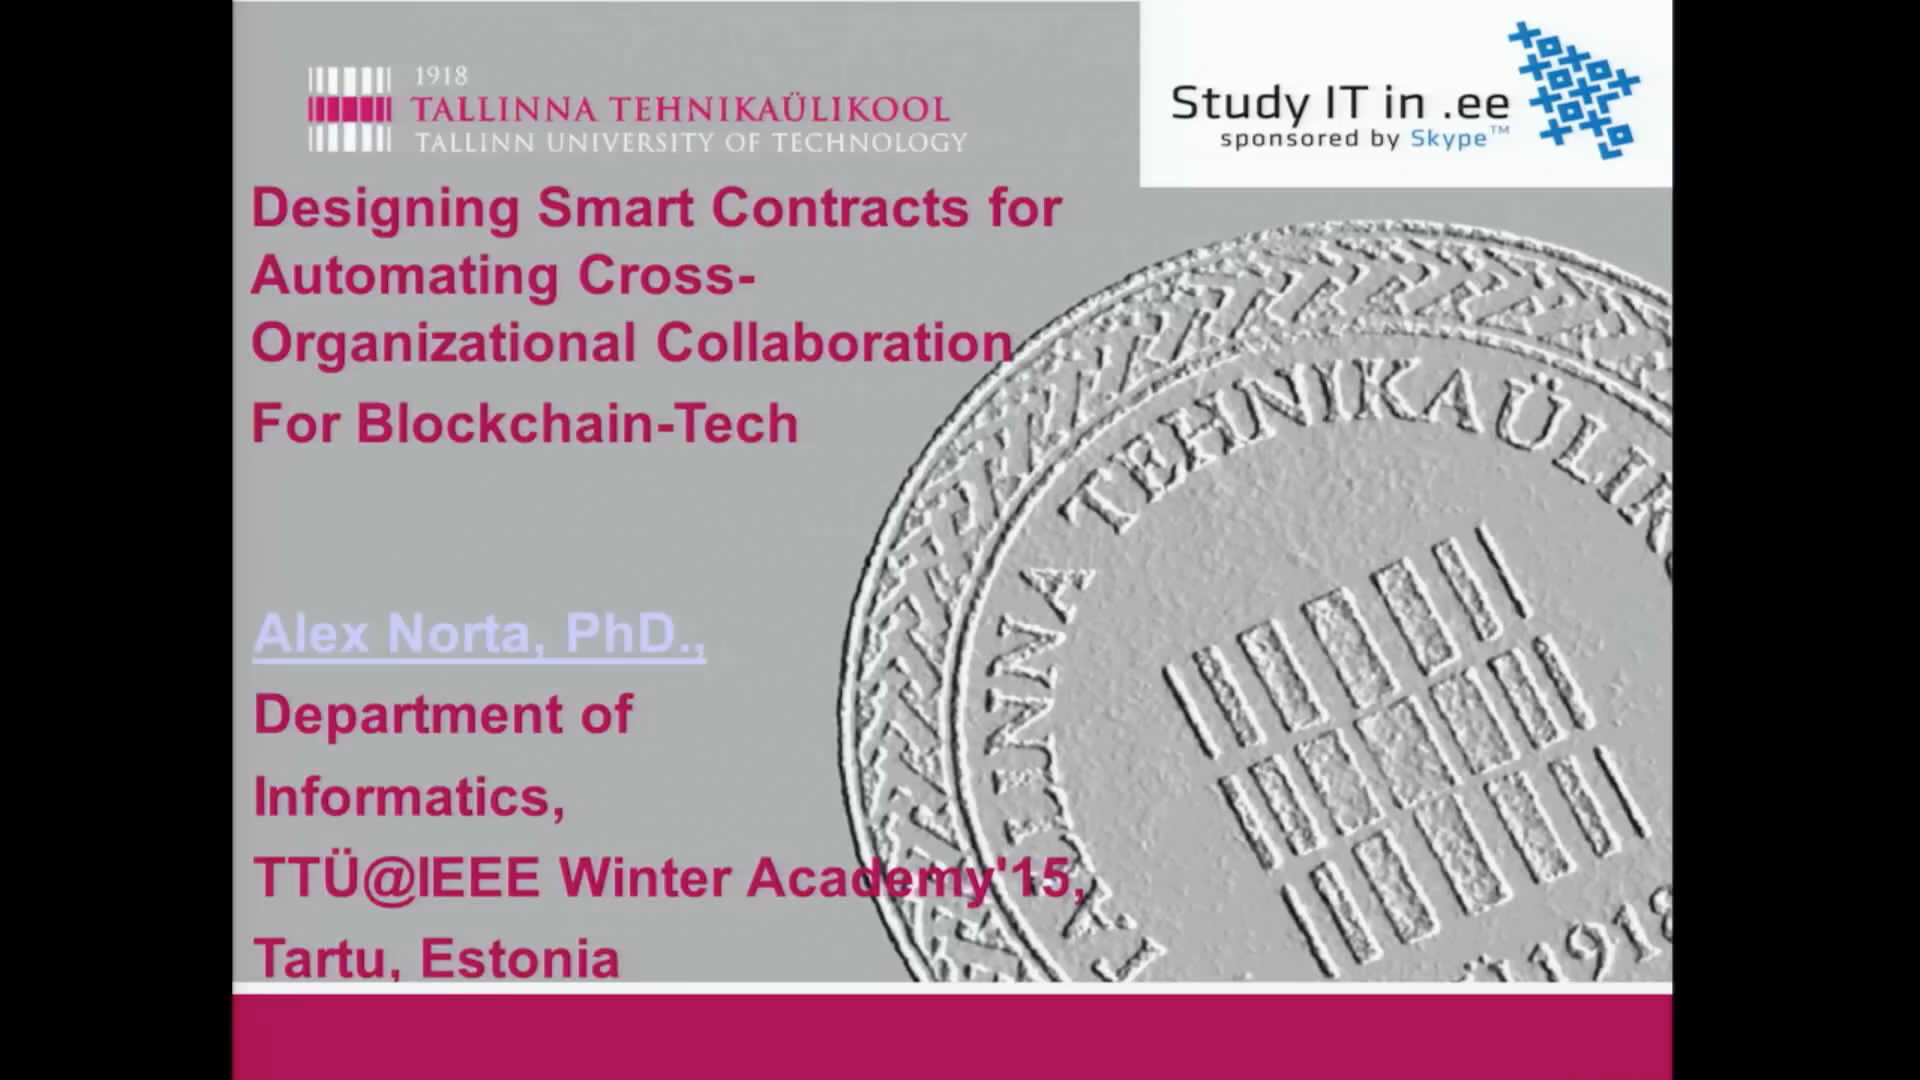 1918
TALLINNA TEHNIKAÜLIKOOL
TALLINN UNIVERSITY OF TECHNOLOGY
Study IT in .ee
sponsored by Skype™
Designing Smart Contracts for
Automating Cross-
Organizational Collaboration
For Blockchain-Tech
Alex Norta, PhD.,
Department of
Informatics,
TTÜ@IEEE Winter Academy'15,
Tartu, Estonia
INNA TEHNIKAÜLIK
1918